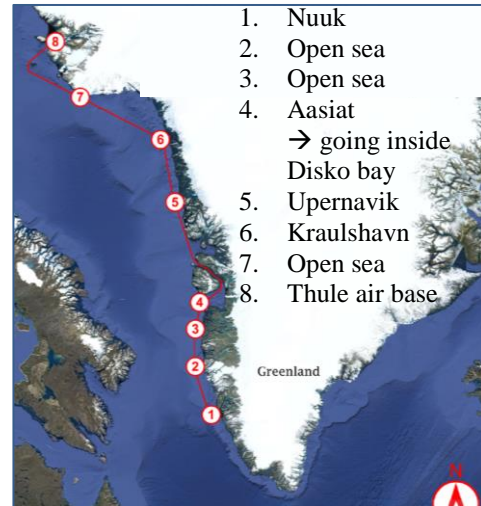 1. Nuuk
2. Open sea
3. Open sea
4. Aasiat
→ going inside
Disko bay
5. Upernavik
6. Kraulshavn
7. Open sea
8. Thule air base
8
7
6
5
4
3
2
1
Greenland
N